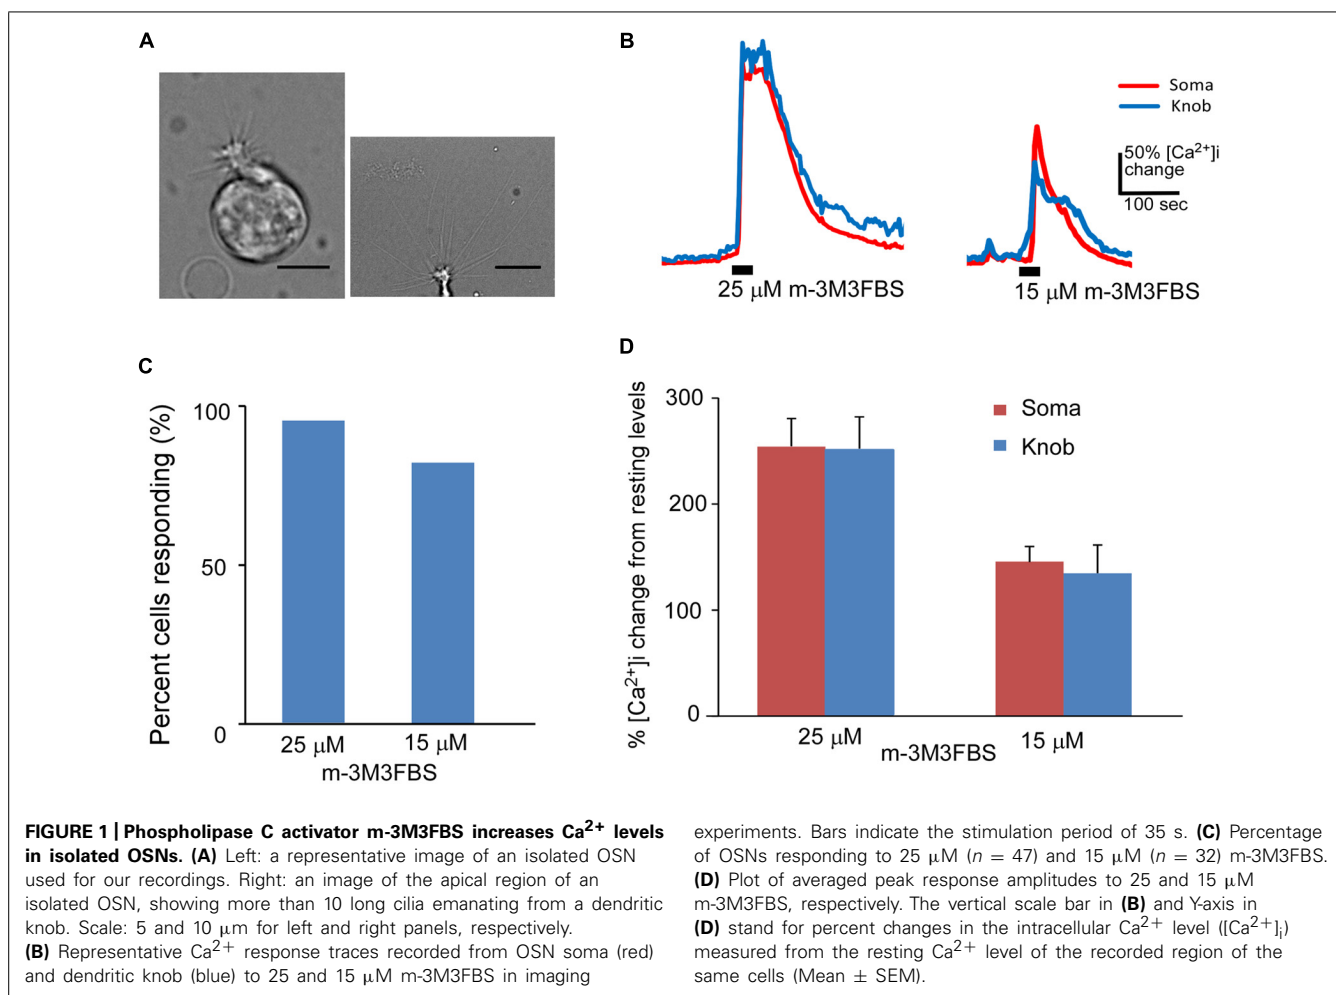 A
B
Soma
Knob
50% [Ca2+]i
change
100 sec
25 μM m-3M3FBS
15 μM m-3M3FBS
C
Percent cells responding (%)
100
50
0
25 μM
15 μM
m-3M3FBS
D
% [Ca2+]i change from resting levels
300
200
100
0
Soma
Knob
25 μM
15 μM
m-3M3FBS
FIGURE 1 | Phospholipase C activator m-3M3FBS increases Ca2+ levels
in isolated OSNs. (A) Left: a representative image of an isolated OSN
used for our recordings. Right: an image of the apical region of an
isolated OSN, showing more than 10 long cilia emanating from a dendritic
knob. Scale: 5 and 10 μm for left and right panels, respectively.
(B) Representative Ca2+ response traces recorded from OSN soma (red)
and dendritic knob (blue) to 25 and 15 μM m-3M3FBS in imaging
experiments. Bars indicate the stimulation period of 35 s. (C) Percentage
of OSNs responding to 25 μM (n = 47) and 15 μM (n = 32) m-3M3FBS.
(D) Plot of averaged peak response amplitudes to 25 and 15 μM
m-3M3FBS, respectively. The vertical scale bar in (B) and Y-axis in
(D) stand for percent changes in the intracellular Ca2+ level ([Ca2+]i)
measured from the resting Ca2+ level of the recorded region of the
same cells (Mean ± SEM).